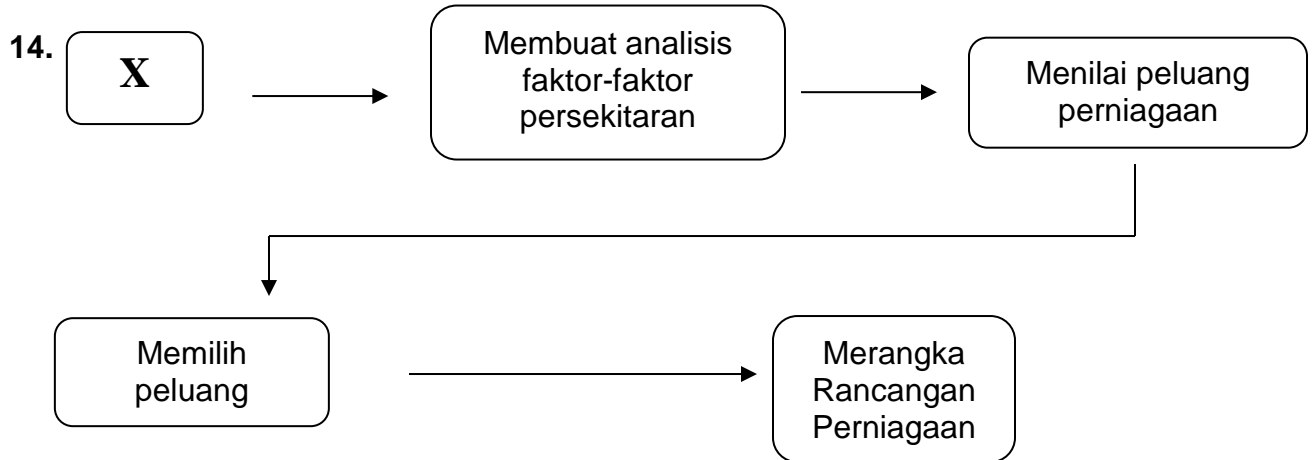 14.
X
Membuat analisis
faktor-faktor
persekitaran
Menilai peluang
perniagaan
Memilih
peluang
Merangka
Rancangan
Perniagaan